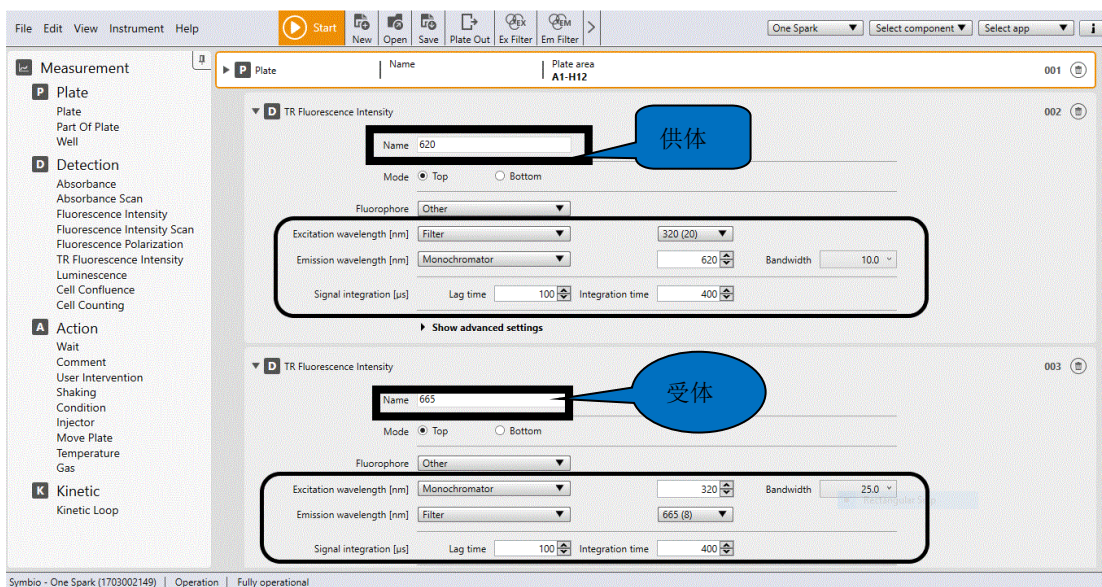 File Edit View Instrument Help
Start
New Open Save Plate Out Ex Filter Em Filter
EX EM
One Spark Select component Select app i
Measurement
P Plate
Plate
Part Of Plate
Well
D Detection
Absorbance
Absorbance Scan
Fluorescence Intensity
Fluorescence Intensity Scan
Fluorescence Polarization
TR Fluorescence Intensity
Luminescence
Cell Confluence
Cell Counting
A Action
Wait
Comment
User Intervention
Shaking
Condition
Injector
Move Plate
Temperature
Gas
K Kinetic
Kinetic Loop
P Plate Name Plate area
A1-H12
001
D TR Fluorescence Intensity 002
Name 620
供体
Mode Top Bottom
Fluorophore Other
Excitation wavelength [nm] Filter 320 (20)
Emission wavelength [nm] Monochromator 620 Bandwidth 10.0
Signal integration [µs] Lag time 100 Integration time 400
Show advanced settings
D TR Fluorescence Intensity 003
Name 665
受体
Mode Top Bottom
Fluorophore Other
Excitation wavelength [nm] Monochromator 320 Bandwidth 25.0
Rectangular Snip
Emission wavelength [nm] Filter 665 (8)
Signal integration [µs] Lag time 100 Integration time 400
Symbio - One Spark (1703002149) | Operation | Fully operational